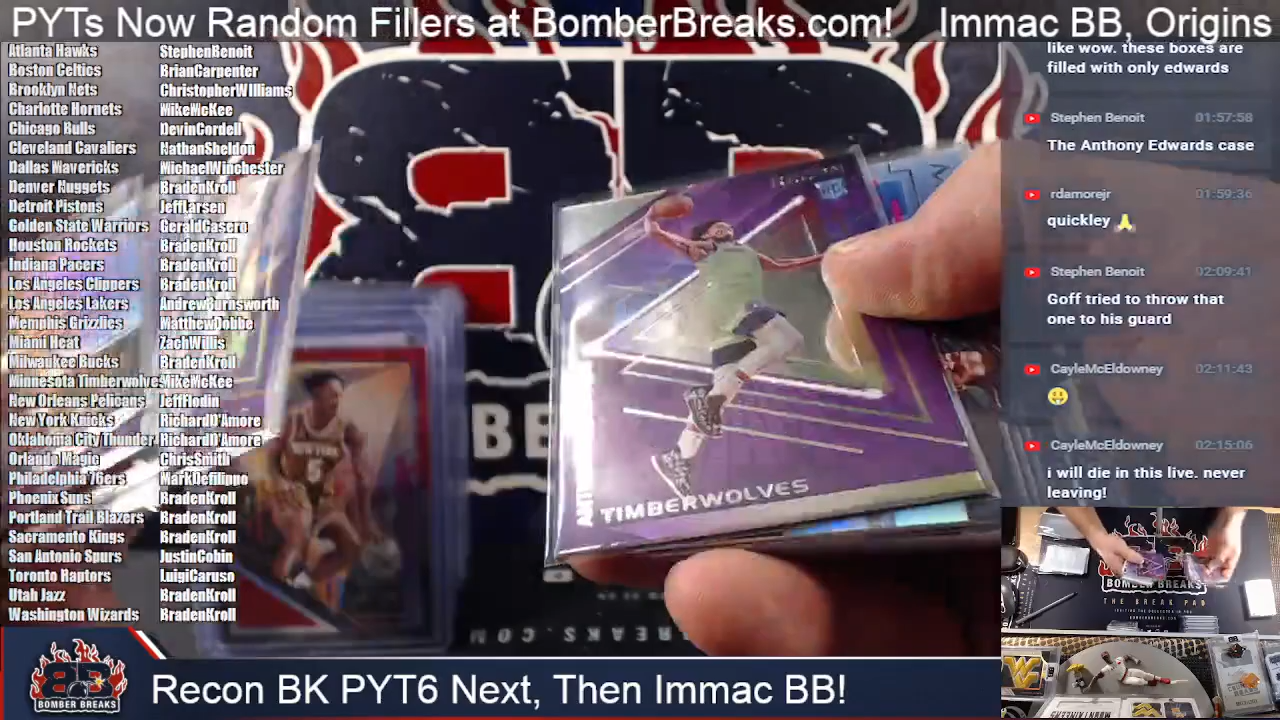 PYTs Now Random Fillers at BomberBreaks.com! Immac BB, Origins
Atlanta Hawks StephenBenoit
Boston Celtics BrianCarpenter
Brooklyn Nets ChristopherWIlliams
Charlotte Hornets MikeMcKee
Chicago Bulls DevinCordell
Cleveland Cavaliers NathanSheldon
Dallas Mavericks MichaelWinchester
Denver Nuggets BradenKroll
Detroit Pistons JeffLarsen
Golden State Warriors GeraldCasero
Houston Rockets BradenKroll
Indiana Pacers BradenKroll
Los Angeles Clippers BradenKroll
Los Angeles Lakers AndrewBurnsworth
Memphis Grizzlies MatthewDobbe
Miami Heat ZachWillis
Milwaukee Bucks BradenKroll
Minnesota Timberwolves MikeMcKee
New Orleans Pelicans JeffHodin
New York Knicks RichardD'Amore
Oklahoma City Thunder RichardD'Amore
Orlando Magic ChrisSmith
Philadelphia 76ers MarkDefilippo
Phoenix Suns BradenKroll
Portland Trail Blazers BradenKroll
Sacramento Kings BradenKroll
San Antonio Spurs JustinCobin
Toronto Raptors LuigiCaruso
Utah Jazz BradenKroll
Washington Wizards BradenKroll
NEW YORK
5
TIMBERWOLVES
like wow. these boxes are
filled with only edwards
Stephen Benoit 01:57:58
The Anthony Edwards case
rdamorejr 01:59:36
quickley 🙏
Stephen Benoit 02:09:41
Goff tried to throw that
one to his guard
CayleMcEldowney 02:11:43
😃
CayleMcEldowney 02:15:06
i will die in this live. never
leaving!
BOMBER BREAKS
THE BREAK PAD
BOMBER BREAKS
Recon BK PYT6 Next, Then Immac BB!